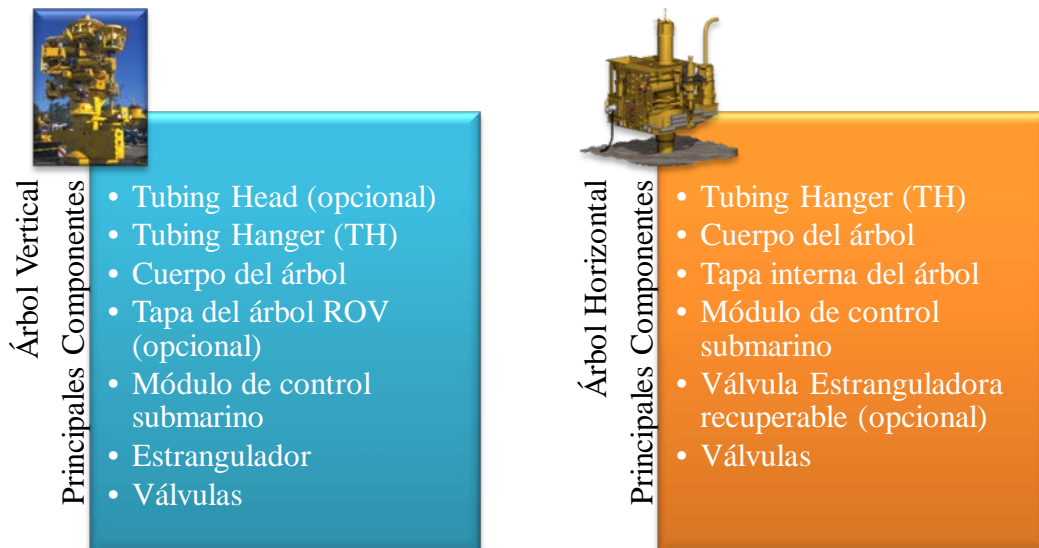 Árbol Vertical
Principales Componentes
• Tubing Head (opcional)
• Tubing Hanger (TH)
• Cuerpo del árbol
• Tapa del árbol ROV
(opcional)
• Módulo de control
submarino
• Estrangulador
• Válvulas
Árbol Horizontal
Principales Componentes
• Tubing Hanger (TH)
• Cuerpo del árbol
• Tapa interna del árbol
• Módulo de control
submarino
• Válvula Estranguladora
recuperable (opcional)
• Válvulas